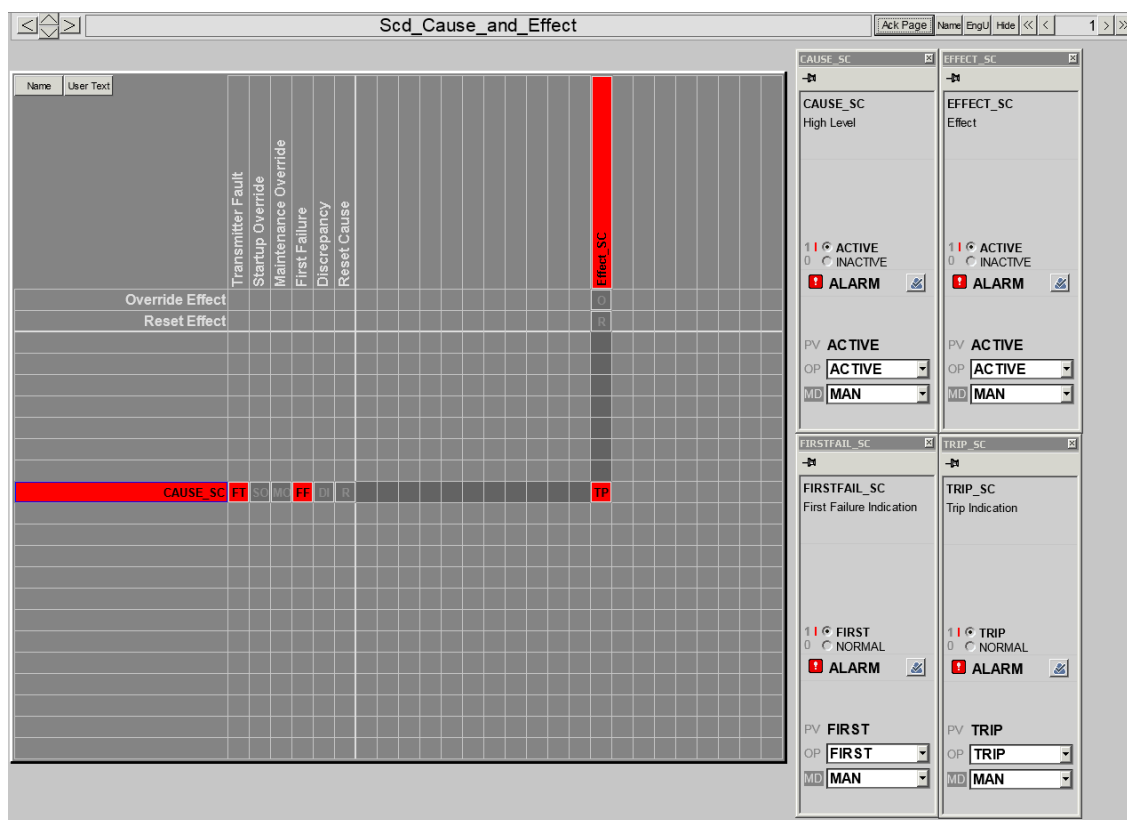 < > Scd_Cause_and_Effect Ack Page Name EngU Hide << < 1 > >>
Name User Text
Transmitter Fault
Startup Override
Maintenance Override
First Failure
Discrepancy
Reset Cause
Effect_SC
Override Effect O
Reset Effect R
CAUSE_SC FT SO MO FF DI R TP
CAUSE_SC
CAUSE_SC
High Level
1 ACTIVE
0 INACTIVE
! ALARM
PV ACTIVE
OP ACTIVE
MD MAN
EFFECT_SC
EFFECT_SC
Effect
1 ACTIVE
0 INACTIVE
! ALARM
PV ACTIVE
OP ACTIVE
MD MAN
FIRSTFAIL_SC
FIRSTFAIL_SC
First Failure Indication
1 FIRST
0 NORMAL
! ALARM
PV FIRST
OP FIRST
MD MAN
TRIP_SC
TRIP_SC
Trip Indication
1 TRIP
0 NORMAL
! ALARM
PV TRIP
OP TRIP
MD MAN